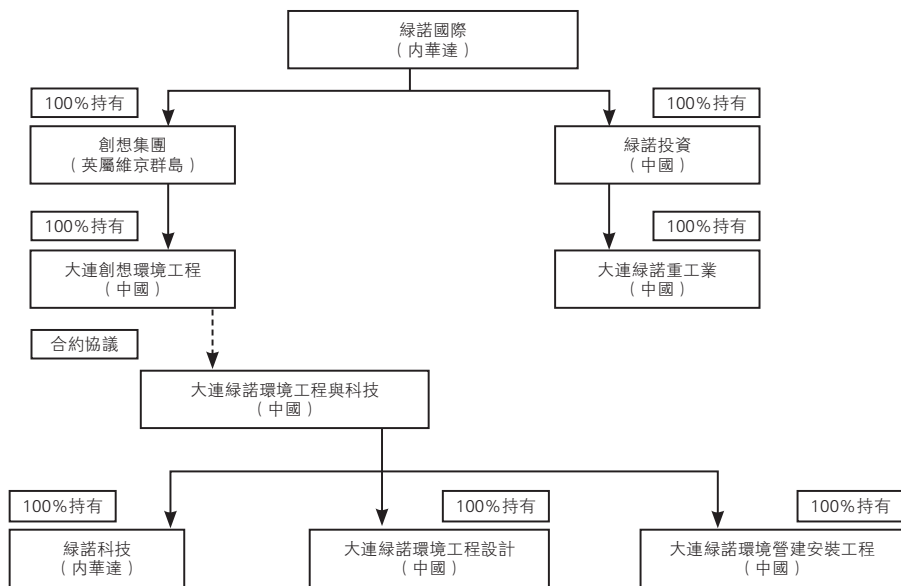 綠諾國際
（內華達）
100%持有
100%持有
創想集團
（英屬維京群島）
綠諾投資
（中國）
100%持有
100%持有
大連創想環境工程
（中國）
大連綠諾重工業
（中國）
合約協議
大連綠諾環境工程與科技
（中國）
100%持有
100%持有
100%持有
綠諾科技
（內華達）
大連綠諾環境工程設計
（中國）
大連綠諾環境營建安裝工程
（中國）